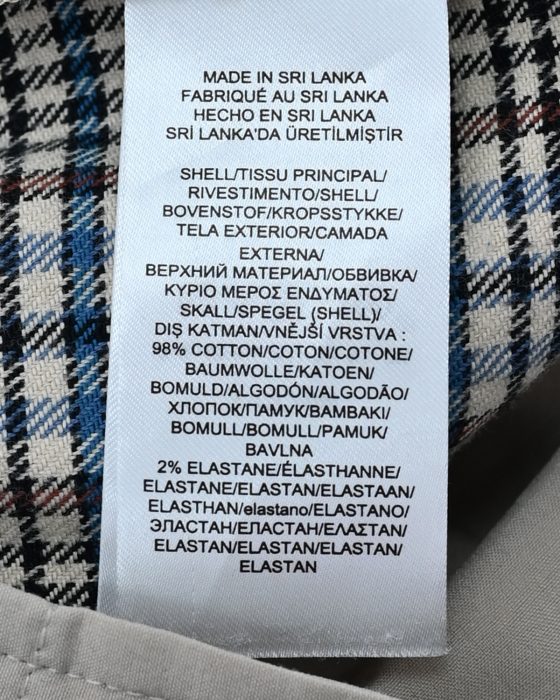 MADE IN SRI LANKA
FABRIQUÉ AU SRI LANKA
HECHO EN SRI LANKA
SRİ LANKA'DA ÜRETİLMİŞTİR
SHELL/TISSU PRINCIPAL/
RIVESTIMENTO/SHELL/
BOVENSTOF/KROPSSTYKKE/
TELA EXTERIOR/CAMADA
EXTERNA/
ВЕРХНИЙ МАТЕРИАЛ/ОБВИВКА/
ΚΥΡΙΟ ΜΕΡΟΣ ΕΝΔΥΜΑΤΟΣ/
SKALL/SPEGEL (SHELL)/
DIŞ KATMAN/VNĚJŠÍ VRSTVA :
98% COTTON/COTON/COTONE/
BAUMWOLLE/KATOEN/
BOMULD/ALGODÓN/ALGODÃO/
ХЛОПОК/ПАМУК/ΒΑΜΒΑΚΙ/
BOMULL/BOMULL/PAMUK/
BAVLNA
2% ELASTANE/ÉLASTHANNE/
ELASTANE/ELASTAN/ELASTAAN/
ELASTHAN/elastano/ELASTANO/
ЭЛАСТАН/ЕЛАСТАН/ΕΛΑΣΤΑΝ/
ELASTAN/ELASTAN/ELASTAN/
ELASTAN